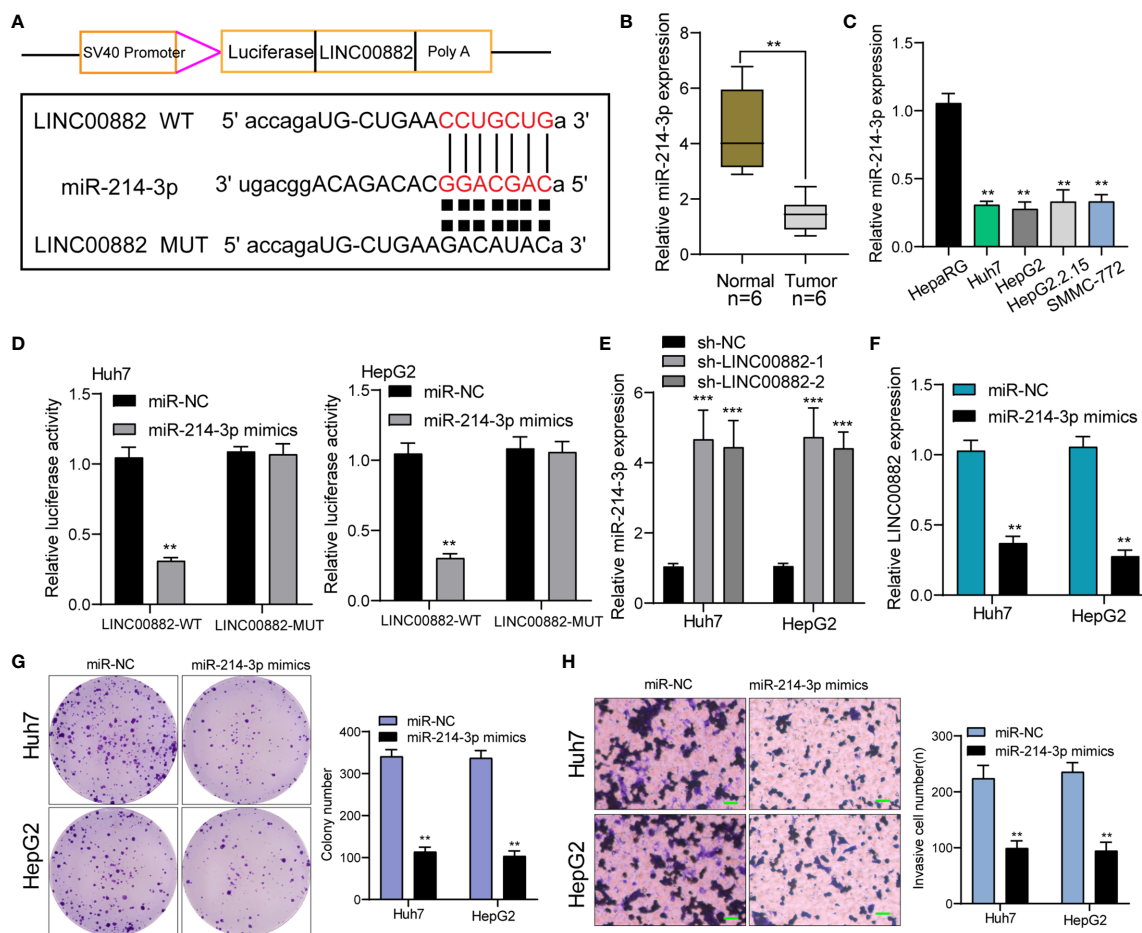 A
SV40 Promoter
Luciferase
LINC00882
Poly A
LINC00882 WT 5' accagaUG-CUGAACCUGCUGa 3'
miR-214-3p 3' ugacggACAGACACGGACGACa 5'
LINC00882 MUT 5' accagaUG-CUGAAGACAUACa 3'
B
Relative miR-214-3p expression
8
6
4
2
0
**
Normal
n=6
Tumor
n=6
C
Relative miR-214-3p expression
1.5
1.0
0.5
0.0
** ** ** **
HepaRG
Huh7
HepG2
HepG2.2.15
SMMC-772
D
Huh7
Relative luciferase activity
1.5
1.0
0.5
0.0
miR-NC
miR-214-3p mimics
**
LINC00882-WT
LINC00882-MUT
HepG2
Relative luciferase activity
1.5
1.0
0.5
0.0
miR-NC
miR-214-3p mimics
**
LINC00882-WT
LINC00882-MUT
E
sh-NC
sh-LINC00882-1
sh-LINC00882-2
Relative miR-214-3p expression
8
6
4
2
0
*** *** *** ***
Huh7
HepG2
F
Relative LINC00882 expression
1.5
1.0
0.5
0.0
miR-NC
miR-214-3p mimics
** **
Huh7
HepG2
G
miR-NC
miR-214-3p mimics
Huh7
HepG2
Colony number
400
300
200
100
0
miR-NC
miR-214-3p mimics
** **
Huh7
HepG2
H
miR-NC
miR-214-3p mimics
Huh7
HepG2
Invasive cell number(n)
300
200
100
0
miR-NC
miR-214-3p mimics
** **
Huh7
HepG2